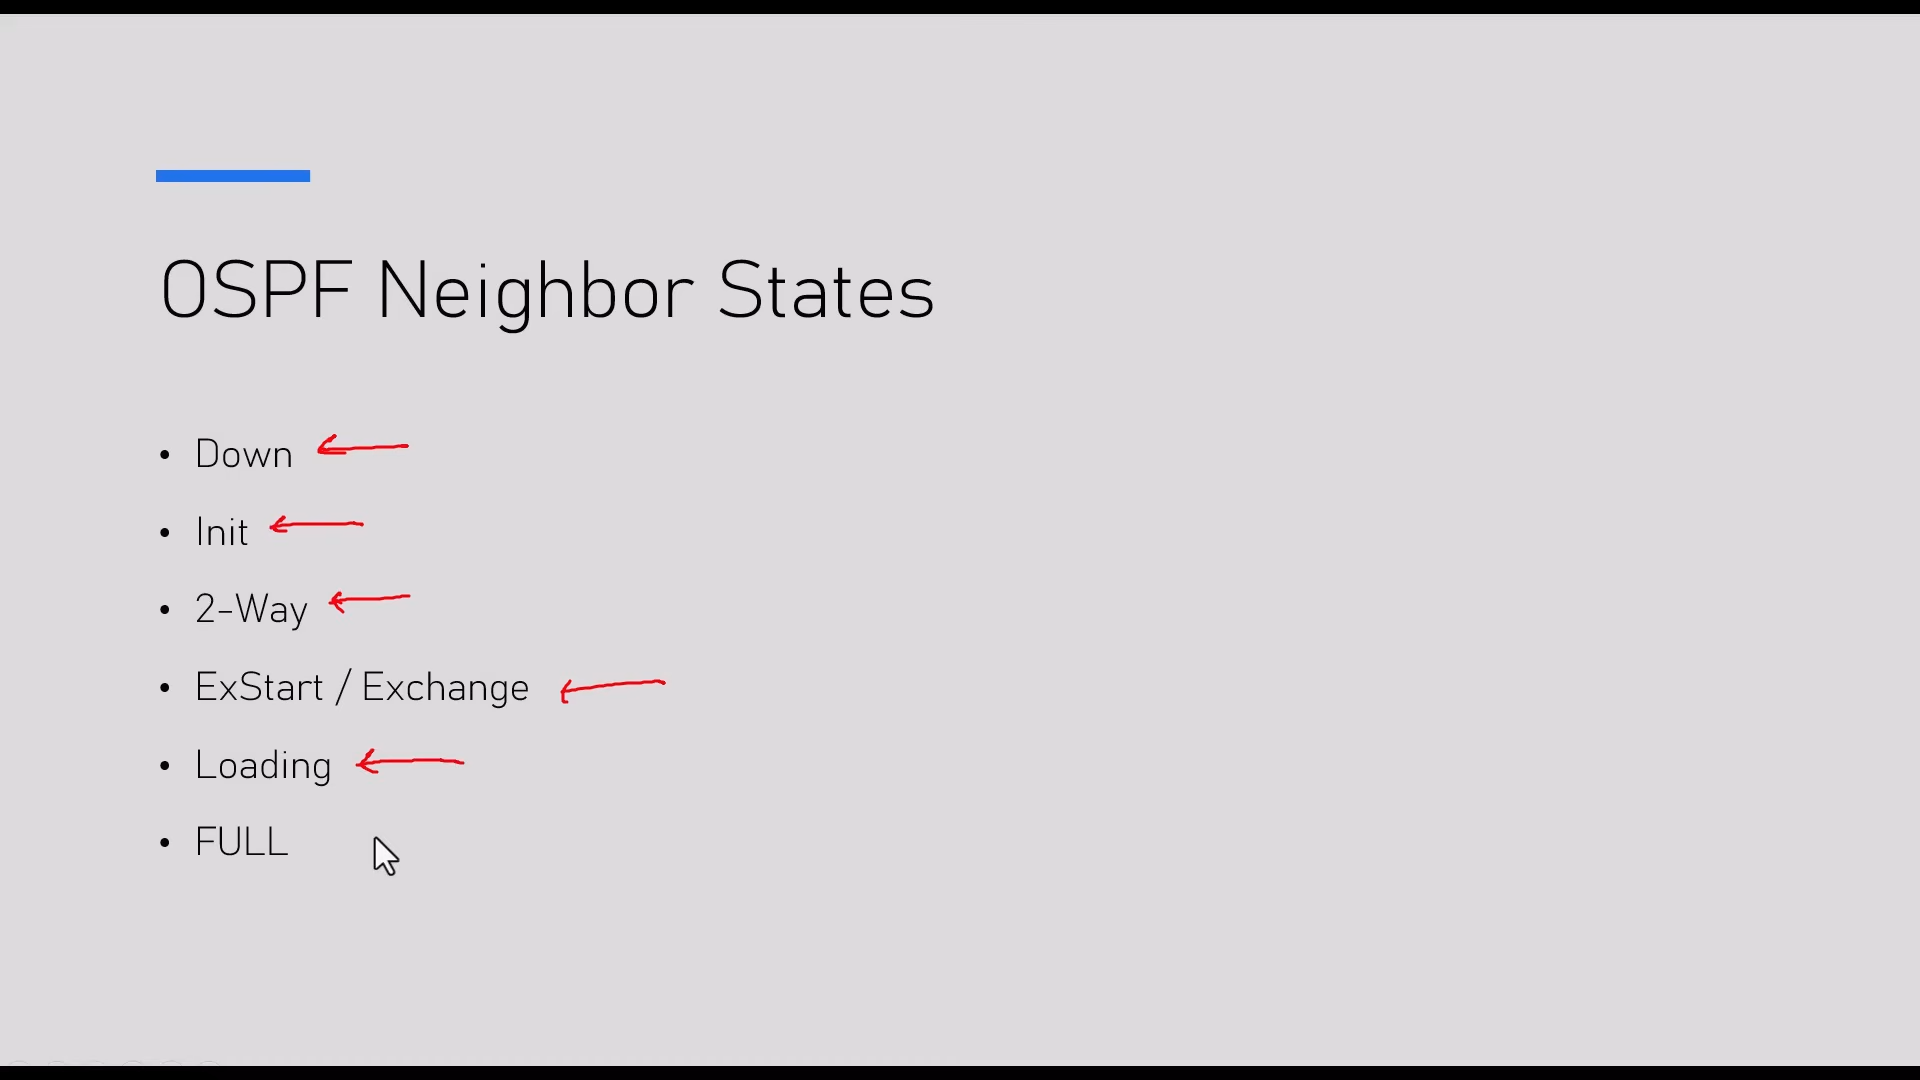 OSPF Neighbor States
• Down
• Init
• 2-Way
• ExStart / Exchange
• Loading
• FULL